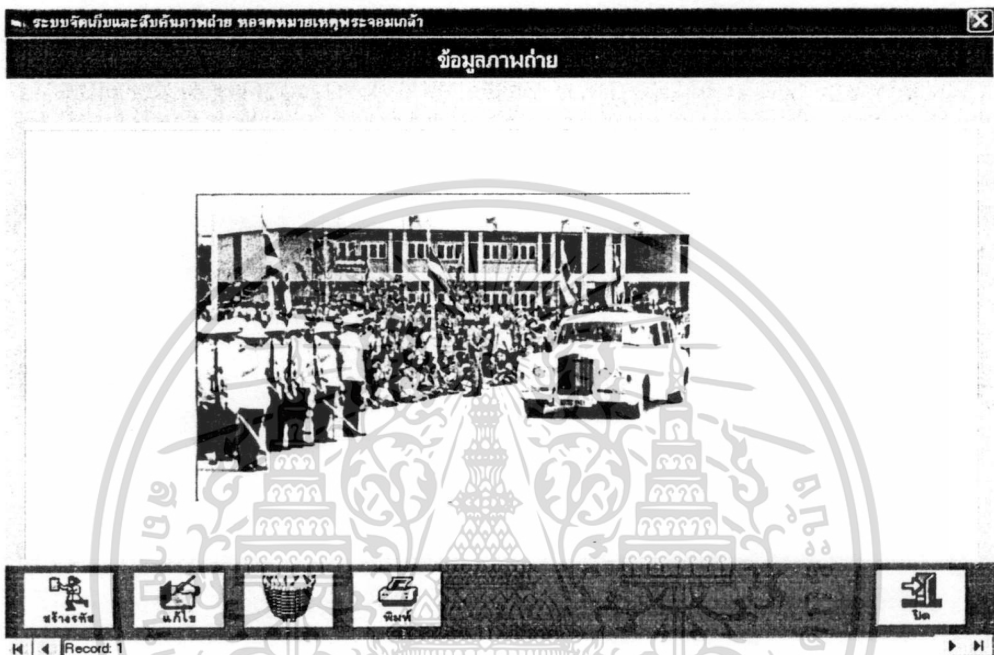 ระบบจัดเก็บและสืบค้นภาพถ่าย หอจดหมายเหตุพระจอมเกล้า
ข้อมูลภาพถ่าย
สร้างรหัส
แก้ไข
ลบ
พิมพ์
ปิด
Record: 1